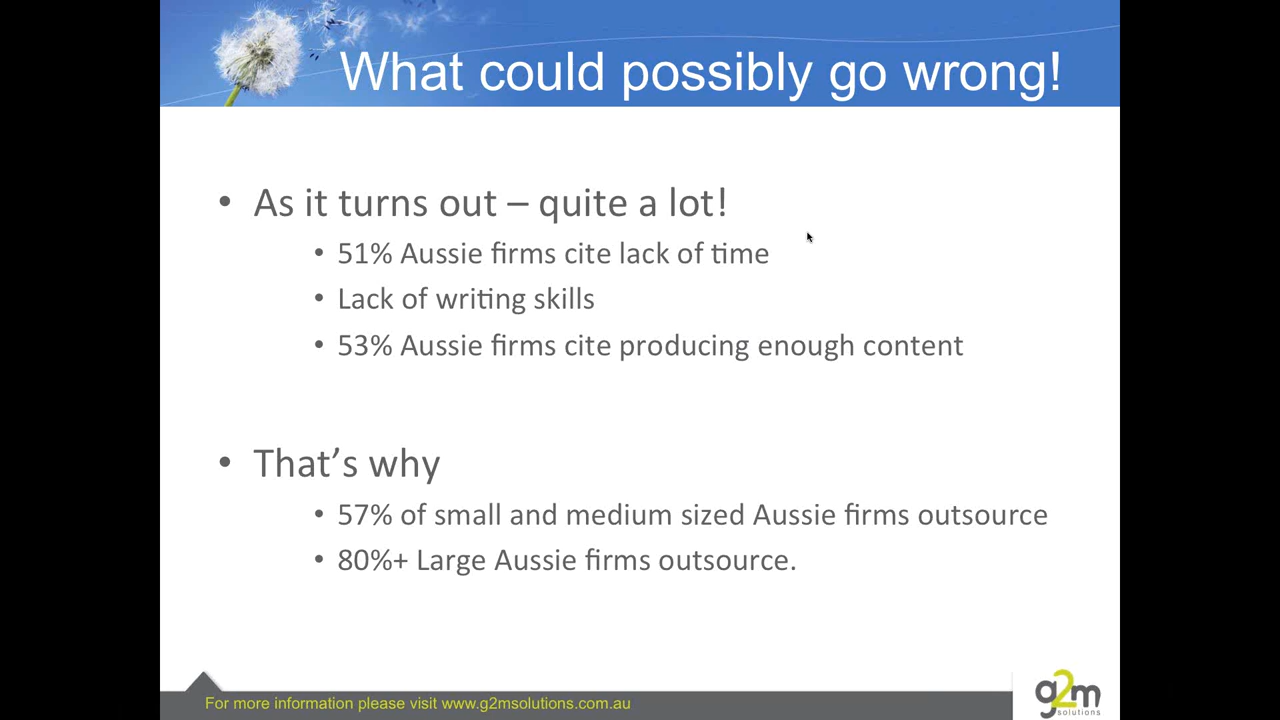 What could possibly go wrong!
• As it turns out – quite a lot!
• 51% Aussie firms cite lack of time
• Lack of writing skills
• 53% Aussie firms cite producing enough content
• That’s why
• 57% of small and medium sized Aussie firms outsource
• 80%+ Large Aussie firms outsource.
For more information please visit www.g2msolutions.com.au
g2m
solutions